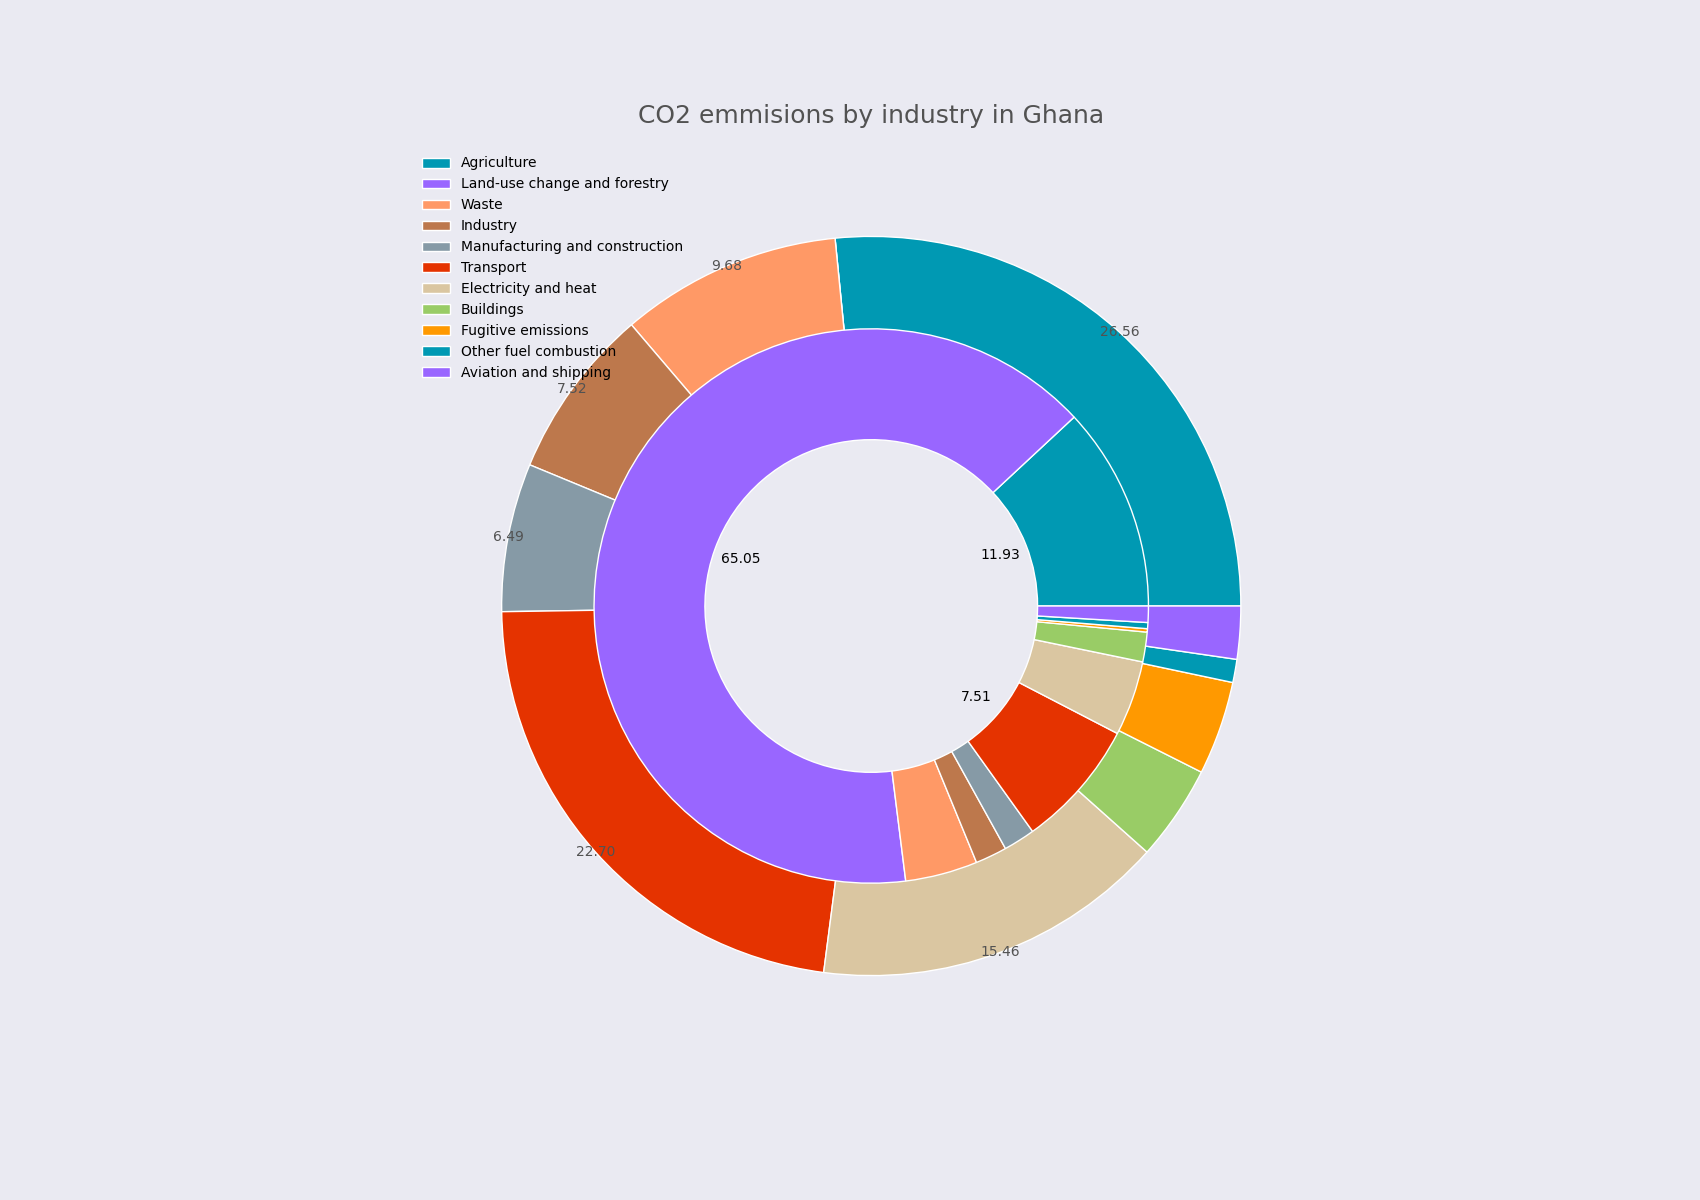 CO2 emmisions by industry in Ghana
Agriculture
Land-use change and forestry
Waste
Industry
Manufacturing and construction
Transport
Electricity and heat
Buildings
Fugitive emissions
Other fuel combustion
Aviation and shipping
9.68
26.56
7.52
6.49
11.93
65.05
7.51
22.70
15.46